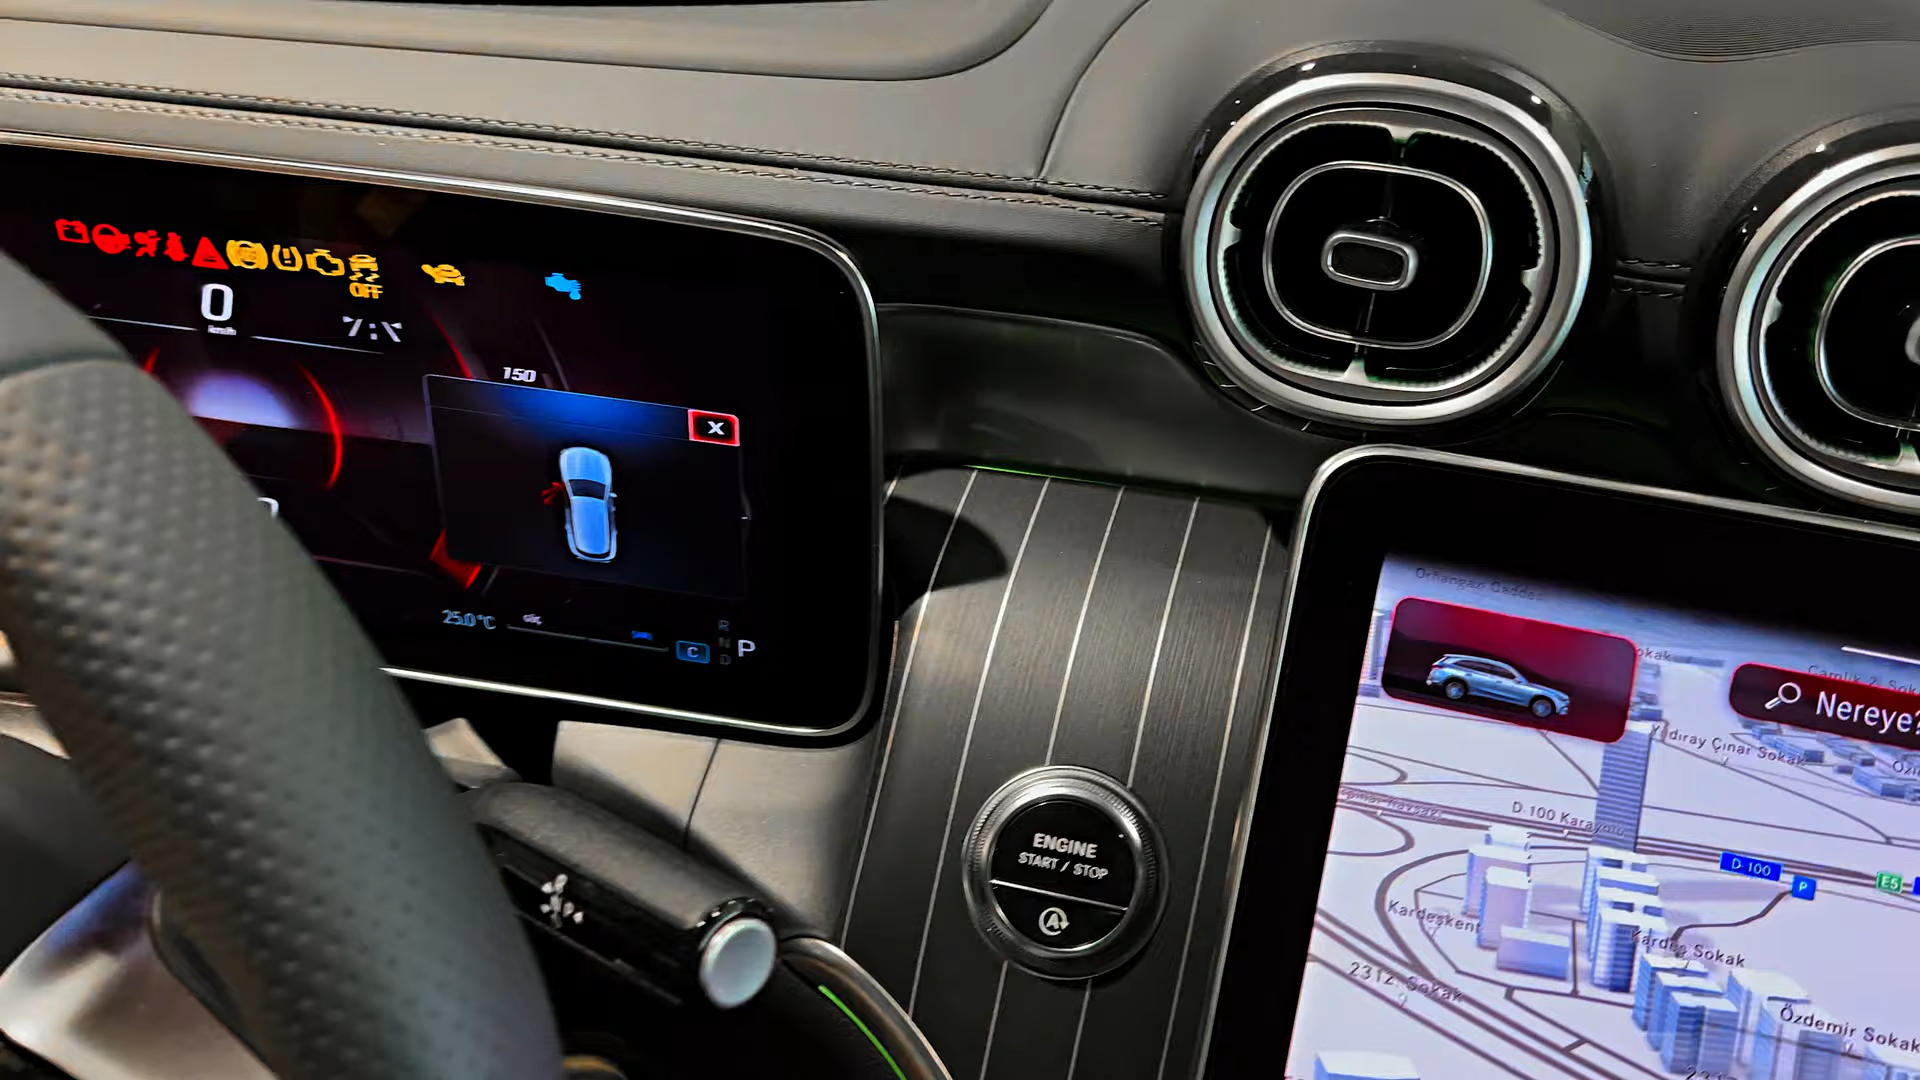 OFF
0
km/h
150
X
25.0°C
R
N
D
P
C
ENGINE
START / STOP
A
Nereye?
Yıldıray Çınar Sokak
D 100 Karayolu
D-100
P
E5
Kardeşkent
Kardeş Sokak
2312. Sokak
Özdemir Sokak